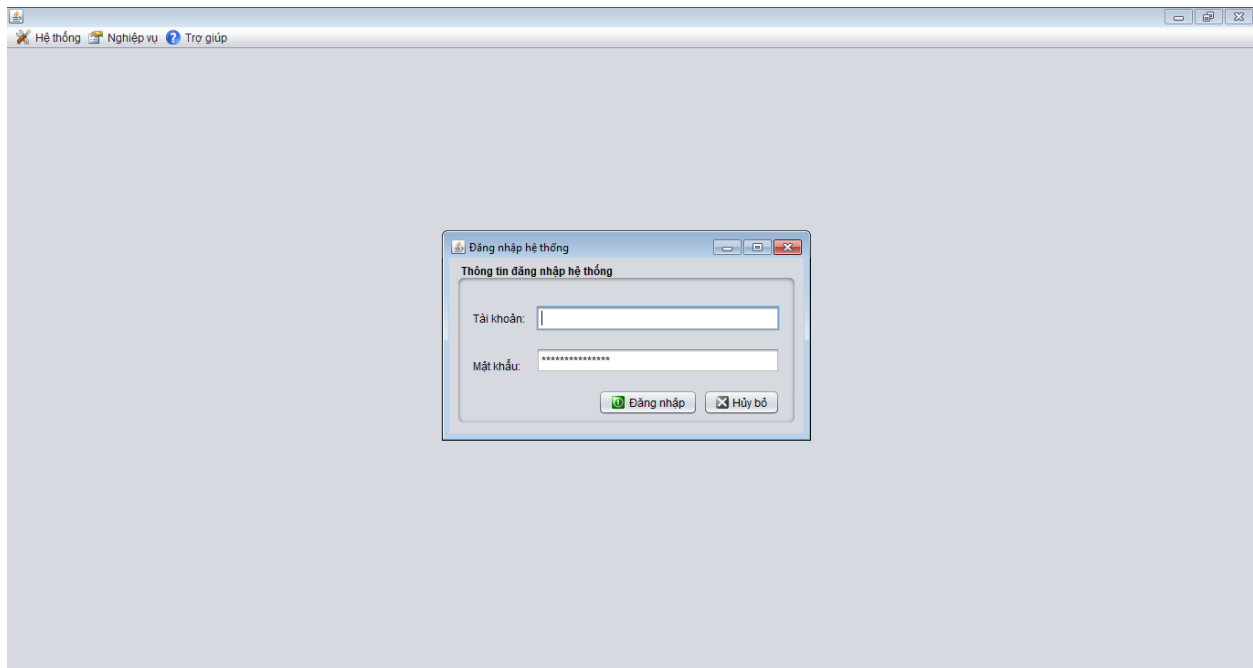 Hệ thống Nghiệp vụ Trợ giúp
Đăng nhập hệ thống
Thông tin đăng nhập hệ thống
Tài khoản:
Mật khẩu: ***************
Đăng nhập Hủy bỏ